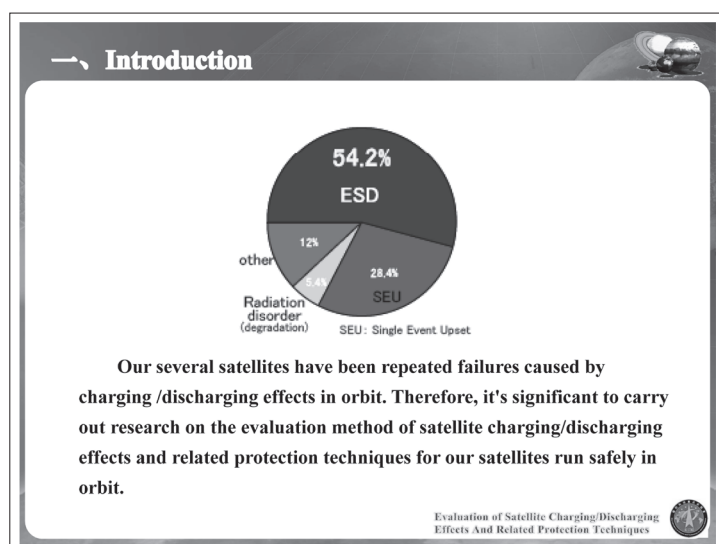 一、Introduction
54.2%
ESD
12%
other
5.4%
28.4%
SEU
Radiation
disorder
(degradation)
SEU: Single Event Upset
Our several satellites have been repeated failures caused by
charging /discharging effects in orbit. Therefore, it's significant to carry
out research on the evaluation method of satellite charging/discharging
effects and related protection techniques for our satellites run safely in
orbit.
Evaluation of Satellite Charging/Discharging
Effects And Related Protection Techniques